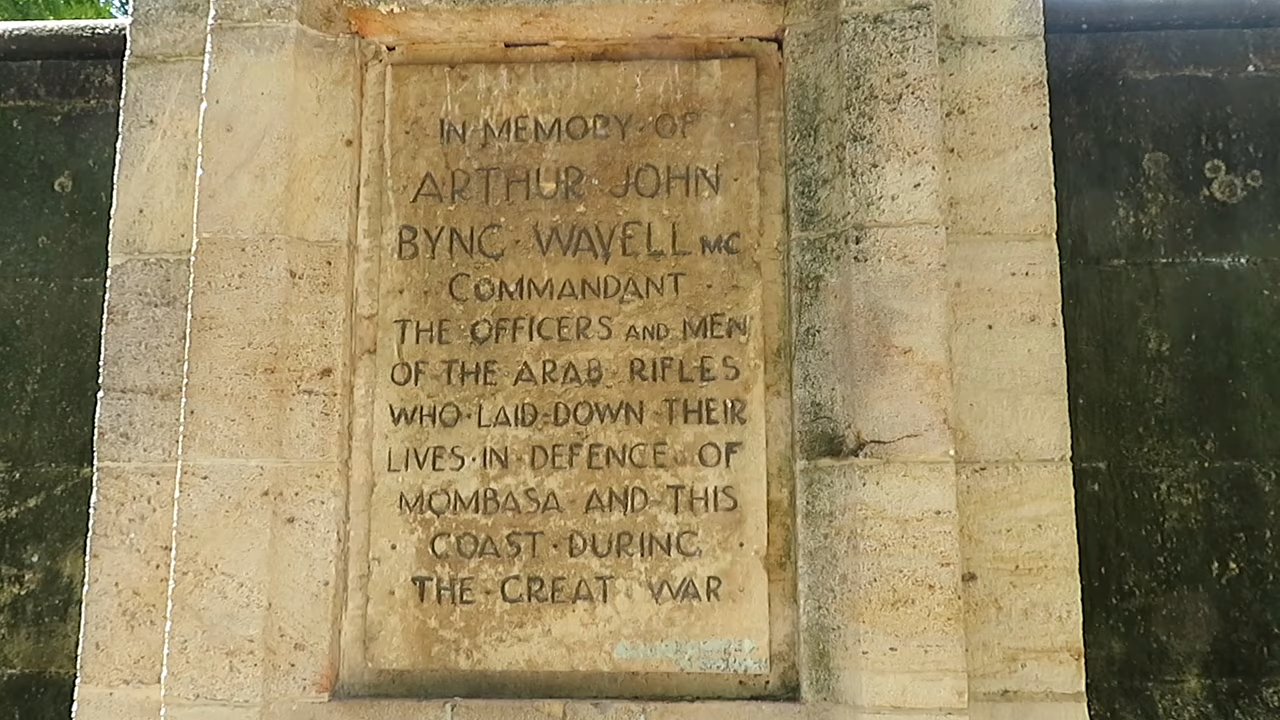 IN·MEMORY·OF
ARTHUR JOHN
BYNG·WAVELL MC
COMMANDANT
THE·OFFICERS AND MEN
OF·THE ARAB RIFLES
WHO·LAID·DOWN THEIR
LIVES·IN·DEFENCE OF
MOMBASA AND THIS
· COAST·DURING ·
· THE·GREAT WAR ·